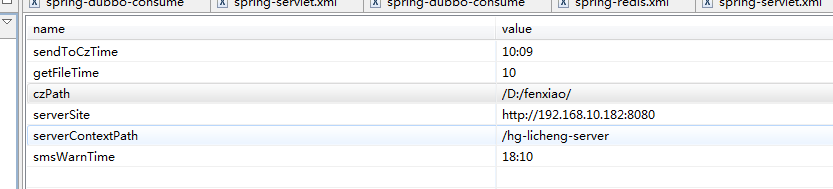 spring-dubbo-consume spring-servlet.xml spring-dubbo-consume spring-redis.xml spring-servlet.xml
name value
sendToCzTime 10:09
getFileTime 10
czPath /D:/fenxiao/
serverSite http://192.168.10.182:8080
serverContextPath /hg-licheng-server
smsWarnTime 18:10